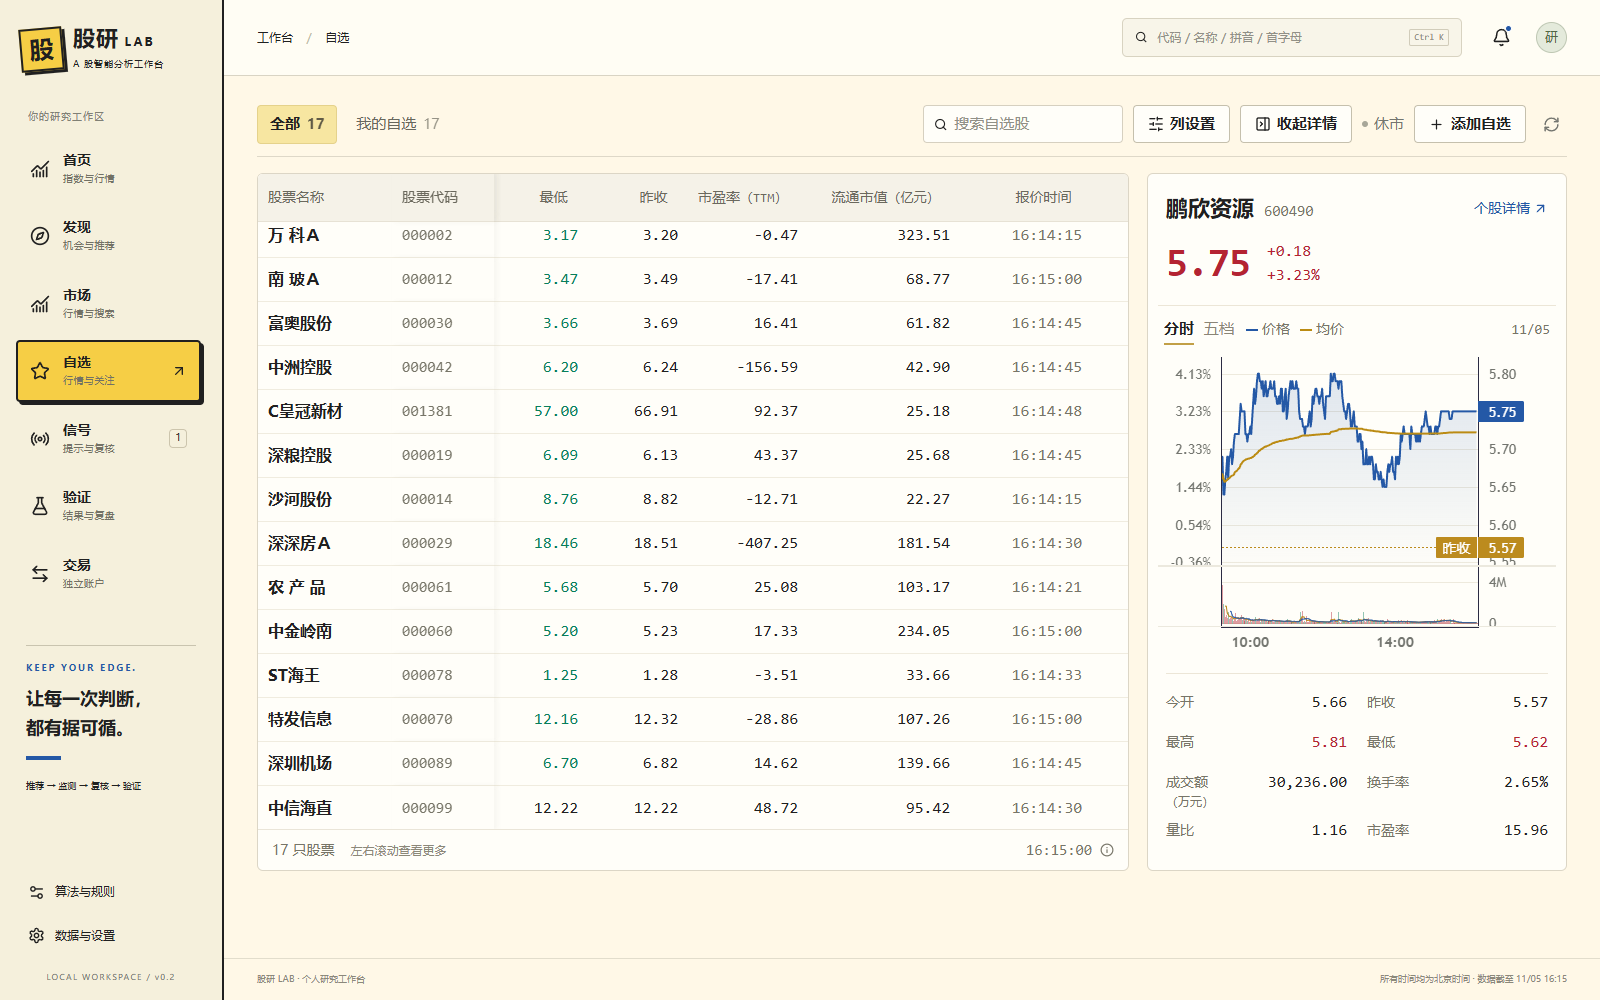 股
股研 LAB
A 股智能分析工作台
你的研究工作区
首页
指数与行情
发现
机会与推荐
市场
行情与搜索
自选
行情与关注
信号
提示与复核
1
验证
结果与复盘
交易
独立账户
KEEP YOUR EDGE.
让每一次判断,
都有据可循。
推荐 → 监测 → 复核 → 验证
算法与规则
数据与设置
LOCAL WORKSPACE / v0.2
工作台 / 自选
代码 / 名称 / 拼音 / 首字母 Ctrl K
研
全部 17 我的自选 17
搜索自选股 列设置 收起详情 休市 添加自选
股票名称 股票代码 最低 昨收 市盈率 (TTM) 流通市值 (亿元) 报价时间
万 科A 000002 3.17 3.20 -0.47 323.51 16:14:15
南 玻A 000012 3.47 3.49 -17.41 68.77 16:15:00
富奥股份 000030 3.66 3.69 16.41 61.82 16:14:45
中洲控股 000042 6.20 6.24 -156.59 42.90 16:14:45
C皇冠新材 001381 57.00 66.91 92.37 25.18 16:14:48
深粮控股 000019 6.09 6.13 43.37 25.68 16:14:45
沙河股份 000014 8.76 8.82 -12.71 22.27 16:14:15
深深房A 000029 18.46 18.51 -407.25 181.54 16:14:30
农 产 品 000061 5.68 5.70 25.08 103.17 16:14:21
中金岭南 000060 5.20 5.23 17.33 234.05 16:15:00
ST海王 000078 1.25 1.28 -3.51 33.66 16:14:33
特发信息 000070 12.16 12.32 -28.86 107.26 16:15:00
深圳机场 000089 6.70 6.82 14.62 139.66 16:14:45
中信海直 000099 12.22 12.22 48.72 95.42 16:14:30
17 只股票 左右滚动查看更多 16:15:00
鹏欣资源 600490 个股详情
5.75
+0.18
+3.23%
分时 五档 价格 均价 11/05
4.13% 5.80
3.23% 5.75
2.33% 5.70
1.44% 5.65
0.54% 5.60
昨收 5.57
-0.36% 5.55
4M
0
10:00 14:00
今开 5.66 昨收 5.57
最高 5.81 最低 5.62
成交额 30,236.00 换手率 2.65%
(万元)
量比 1.16 市盈率 15.96
股研 LAB · 个人研究工作台
所有时间均为北京时间 · 数据截至 11/05 16:15